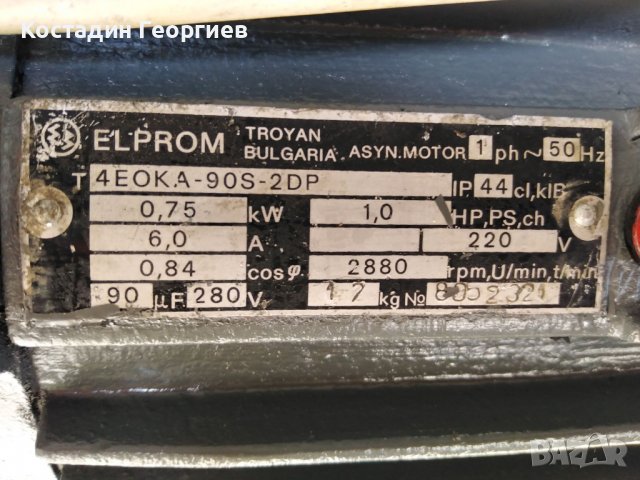 Костадин Георгиев
ELPROM TROYAN BULGARIA ASYN.MOTOR 1 ph~ 50 Hz
T 4EOKA-90S-2DP IP 44 cl,klB
0,75 kW 1,0 HP,PS,ch
6,0 A 220 V
0,84 cosφ 2880 rpm,U/min,t/min
90 μF 280 V 17 kg №
BAZAR